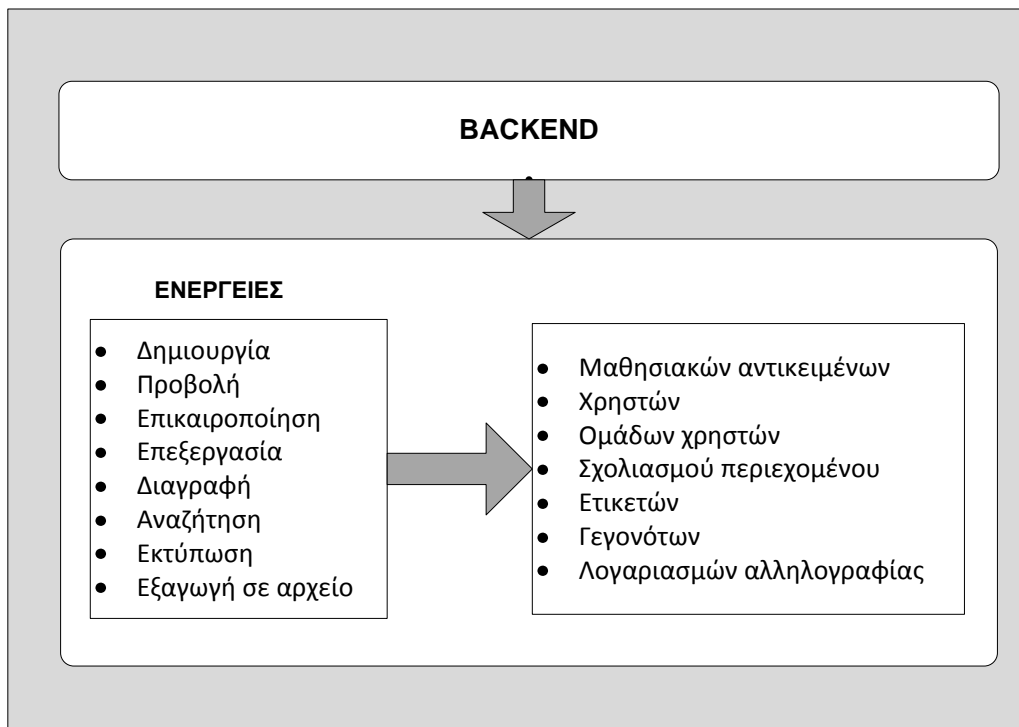 BACKEND
ΕΝΕΡΓΕΙΕΣ
• Δημιουργία
• Προβολή
• Επικαιροποίηση
• Επεξεργασία
• Διαγραφή
• Αναζήτηση
• Εκτύπωση
• Εξαγωγή σε αρχείο
• Μαθησιακών αντικειμένων
• Χρηστών
• Ομάδων χρηστών
• Σχολιασμού περιεχομένου
• Ετικετών
• Γεγονότων
• Λογαριασμών αλληλογραφίας